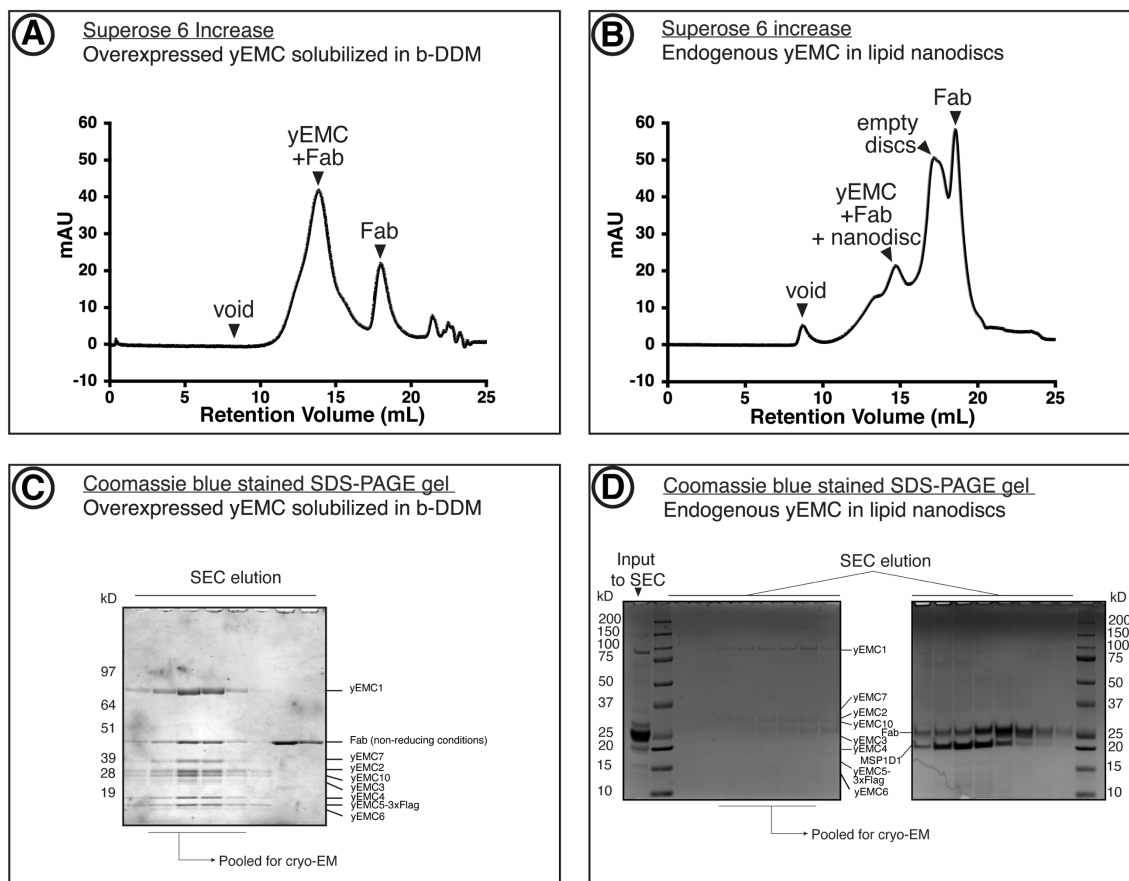 A
Superose 6 Increase
Overexpressed yEMC solubilized in b-DDM
60
50
40
30
20
10
0
-10
mAU
yEMC
+Fab
Fab
void
0 5 10 15 20 25
Retention Volume (mL)
B
Superose 6 increase
Endogenous yEMC in lipid nanodiscs
60
50
40
30
20
10
0
-10
mAU
Fab
empty
discs
yEMC
+Fab
+ nanodisc
void
0 5 10 15 20 25
Retention Volume (mL)
C
Coomassie blue stained SDS-PAGE gel
Overexpressed yEMC solubilized in b-DDM
SEC elution
kD
97
64
51
39
28
19
yEMC1
Fab (non-reducing conditions)
yEMC7
yEMC2
yEMC10
yEMC3
yEMC4
yEMC5-3xFlag
yEMC6
Pooled for cryo-EM
D
Coomassie blue stained SDS-PAGE gel
Endogenous yEMC in lipid nanodiscs
Input
to SEC
SEC elution
kD
200
150
100
75
50
37
25
20
15
10
yEMC1
yEMC7
yEMC2
yEMC10
Fab
yEMC3
yEMC4
MSP1D1
yEMC5-
3xFlag
yEMC6
kD
200
150
100
75
50
37
25
20
15
10
Pooled for cryo-EM